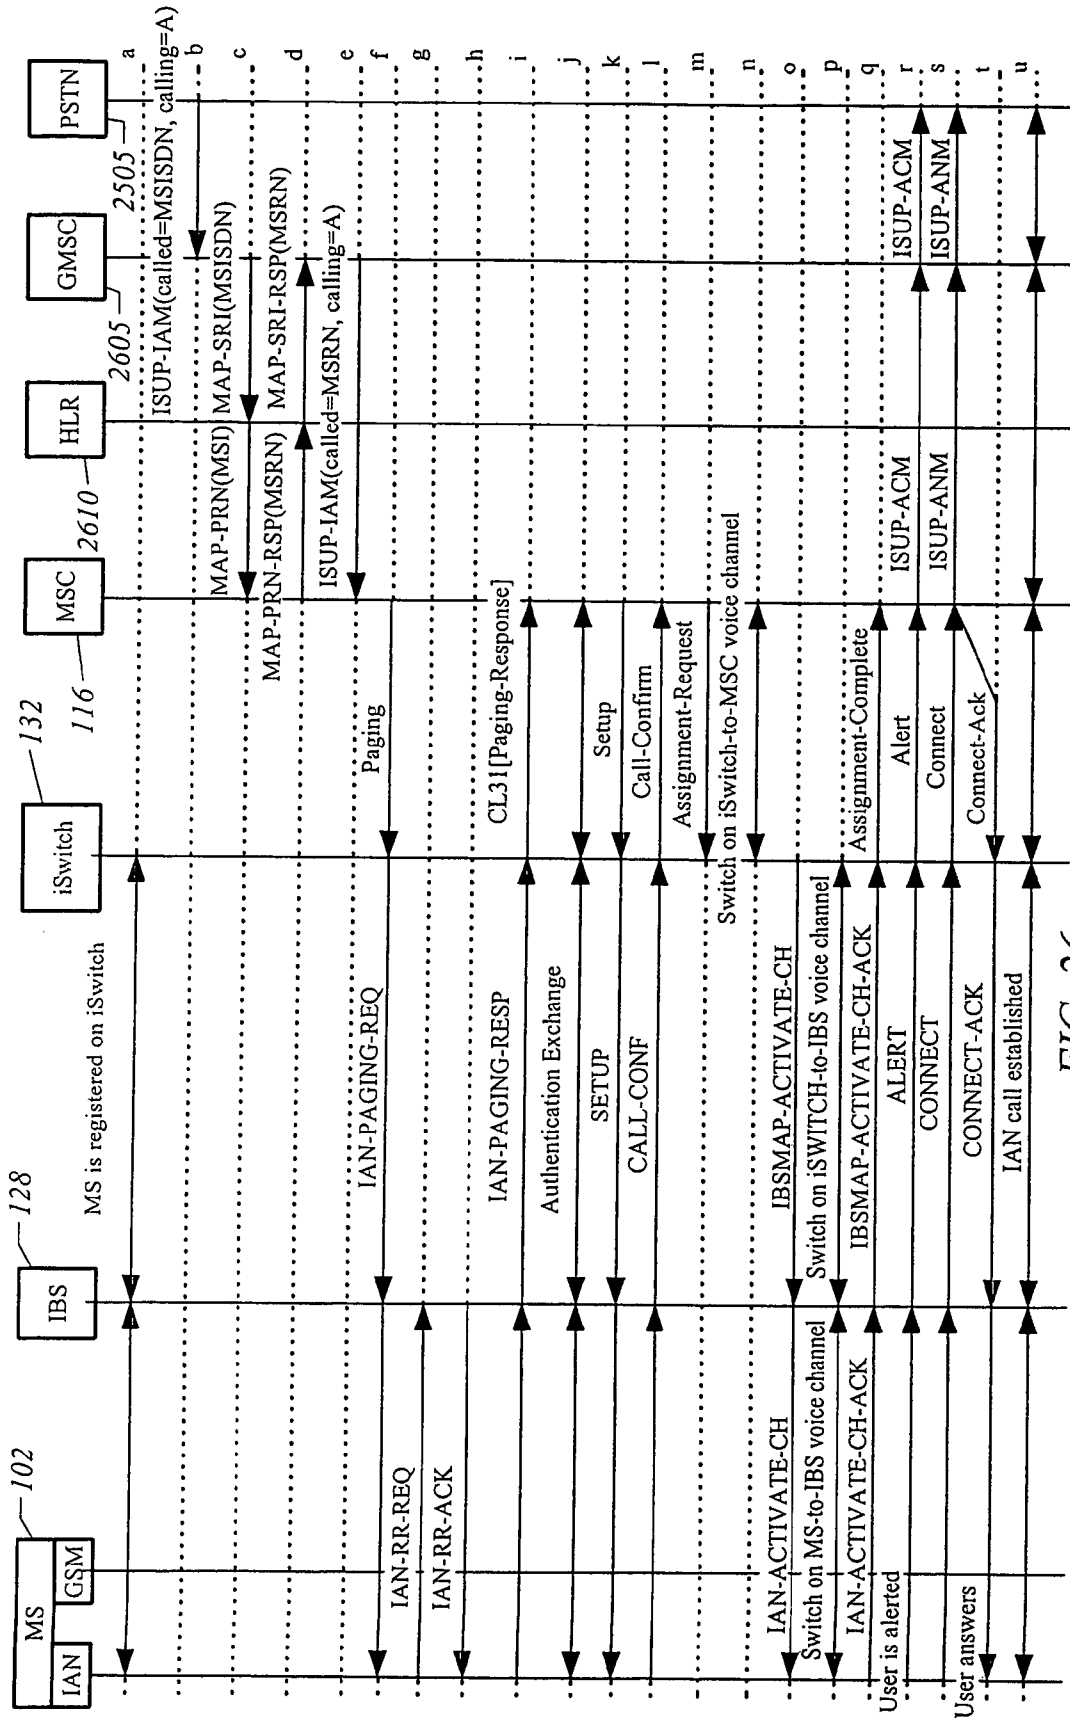 102
MS
IAN
GSM
128
IBS
132
iSwitch
116
MSC
2610
HLR
2605
GMSC
2505
PSTN
MS is registered on iSwitch
a
ISUP-IAM(called=MSISDN, calling=A)
b
MAP-PRN(MSI)
MAP-SRI(MSISDN)
c
MAP-PRN-RSP(MSRN)
MAP-SRI-RSP(MSRN)
d
ISUP-IAM(called=MSRN, calling=A)
e
IAN-PAGING-REQ
Paging
f
IAN-RR-REQ
g
IAN-RR-ACK
h
IAN-PAGING-RESP
CL31[Paging-Response]
i
Authentication Exchange
j
SETUP
Setup
k
CALL-CONF
Call-Confirm
l
Assignment-Request
m
Switch on iSwitch-to-MSC voice channel
n
IAN-ACTIVATE-CH
IBSMAP-ACTIVATE-CH
o
Switch on MS-to-IBS voice channel
Switch on iSWITCH-to-IBS voice channel
p
IAN-ACTIVATE-CH-ACK
IBSMAP-ACTIVATE-CH-ACK
Assignment-Complete
q
User is alerted
ALERT
Alert
ISUP-ACM
ISUP-ACM
r
CONNECT
Connect
ISUP-ANM
ISUP-ANM
s
User answers
CONNECT-ACK
Connect-Ack
t
IAN call established
u